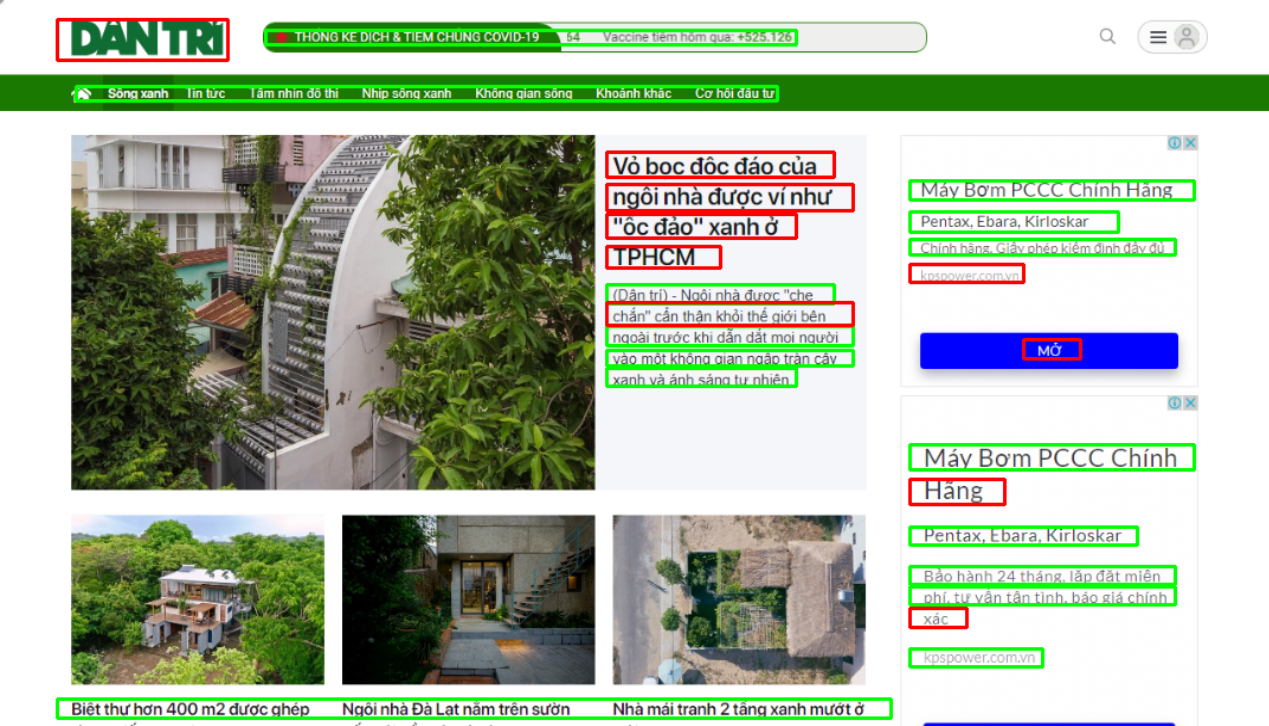 DÂN TRÍ
THỐNG KÊ DỊCH & TIÊM CHỦNG COVID-19 64 Vaccine tiêm hôm qua: +525.126
Sống xanh Tin tức Tầm nhìn đô thị Nhịp sống xanh Không gian sống Khoảnh khắc Cơ hội đầu tư
Vỏ bọc độc đáo của
ngôi nhà được ví như
"ốc đảo" xanh ở
TPHCM
(Dân trí) - Ngôi nhà được "che
chắn" cẩn thận khỏi thế giới bên
ngoài trước khi dẫn dắt mọi người
vào một không gian ngập tràn cây
xanh và ánh sáng tự nhiên.
Máy Bơm PCCC Chính Hãng
Pentax, Ebara, Kirloskar
Chính hãng, Giấy phép kiểm định đầy đủ
kpspower.com.vn
MỞ
Máy Bơm PCCC Chính
Hãng
Pentax, Ebara, Kirloskar
Bảo hành 24 tháng, lắp đặt miễn
phí, tư vấn tận tình, báo giá chính
xác
kpspower.com.vn
Biệt thự hơn 400 m2 được ghép
Ngôi nhà Đà Lạt nằm trên sườn
Nhà mái tranh 2 tầng xanh mướt ở